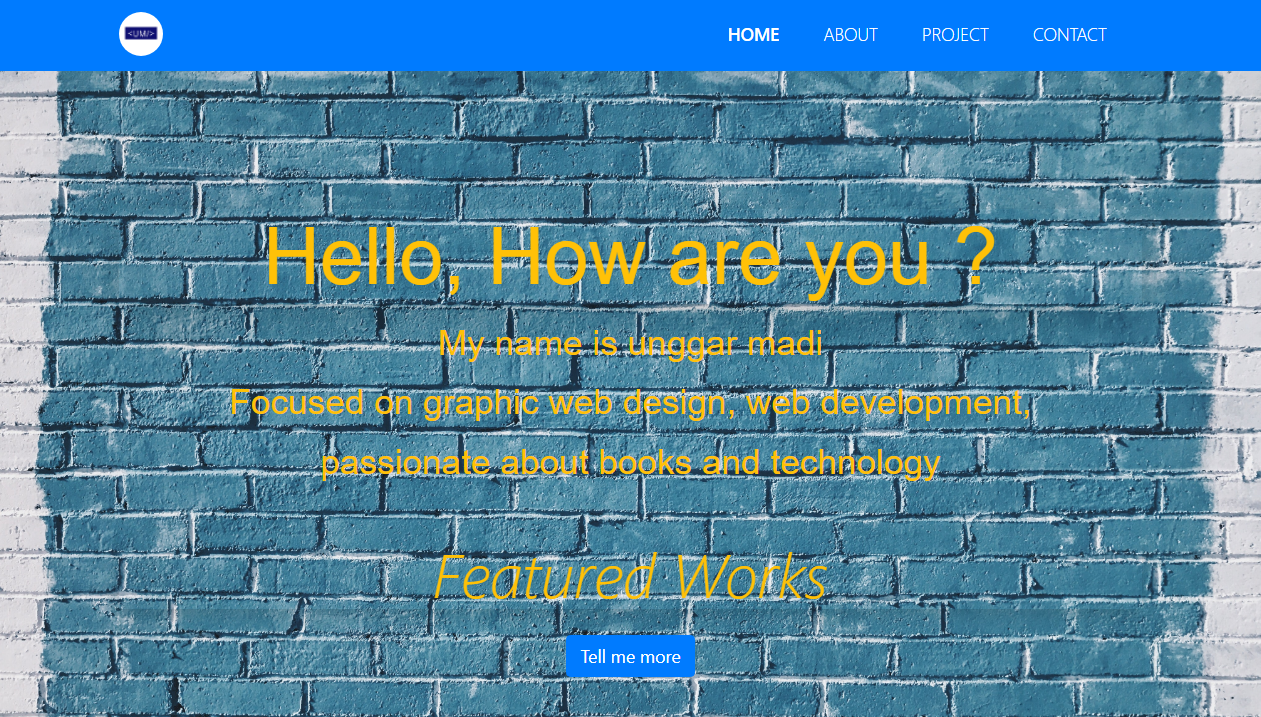 <UM/>
HOME ABOUT PROJECT CONTACT
Hello, How are you ?
My name is unggar madi
Focused on graphic web design, web development,
passionate about books and technology
Featured Works
Tell me more